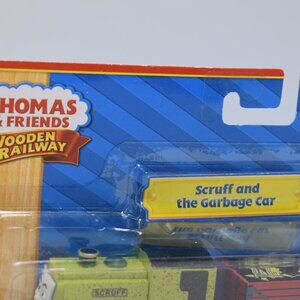 THOMAS
& FRIENDS
WOODEN
RAILWAY
Scruff and
the Garbage Car
SCRUFF